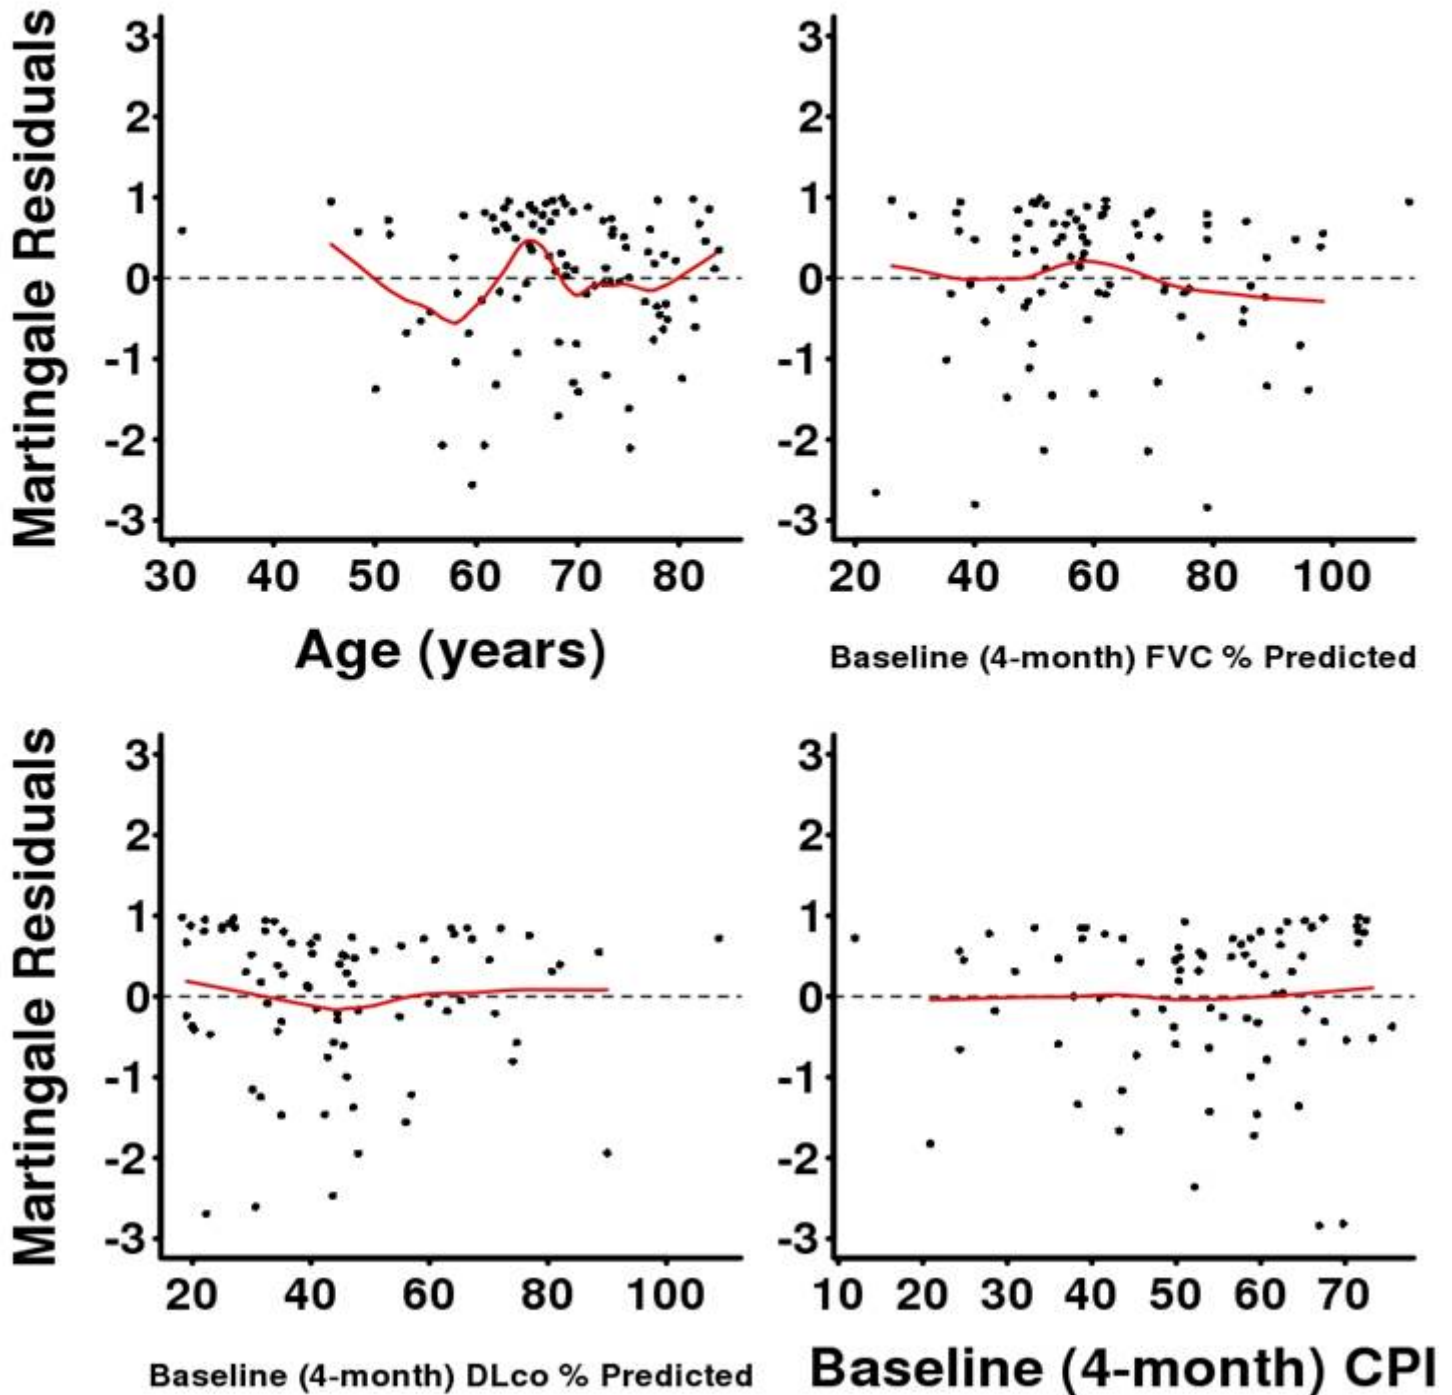 Martingale Residuals
3
2
1
0
-1
-2
-3
30 40 50 60 70 80
Age (years)
3
2
1
0
-1
-2
-3
20 40 60 80 100
Baseline (4-month) FVC % Predicted
Martingale Residuals
3
2
1
0
-1
-2
-3
20 40 60 80 100
Baseline (4-month) DLco % Predicted
3
2
1
0
-1
-2
-3
10 20 30 40 50 60 70
Baseline (4-month) CPI